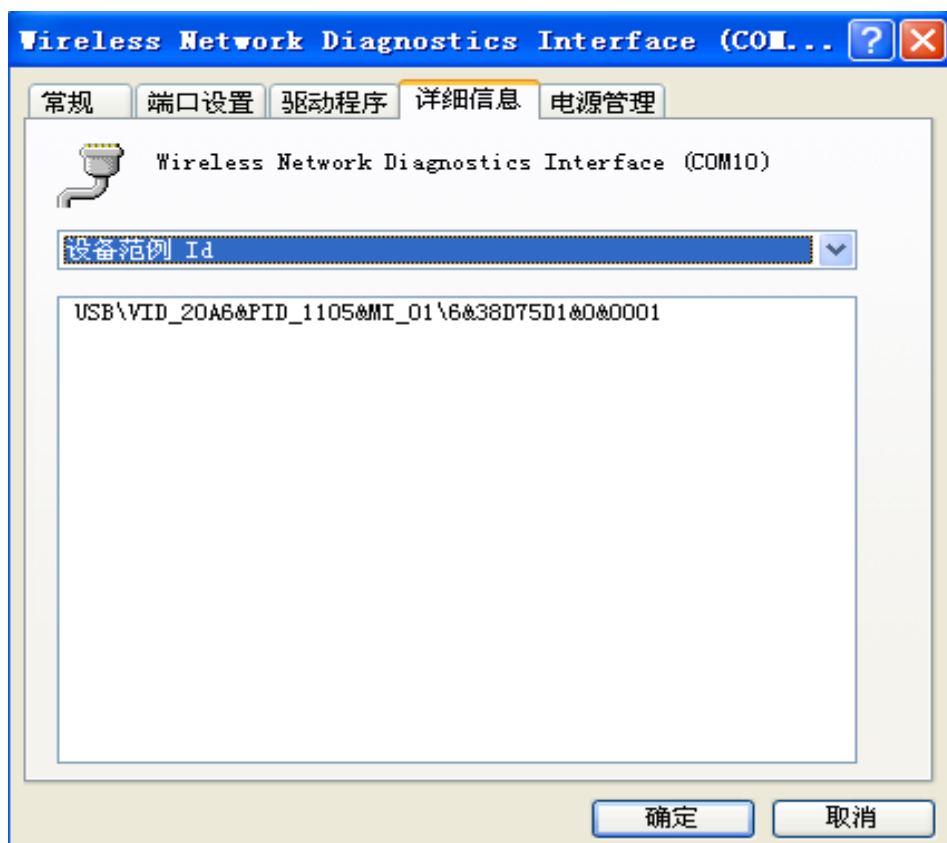 Wireless Network Diagnostics Interface (COM...
常规 端口设置 驱动程序 详细信息 电源管理
Wireless Network Diagnostics Interface (COM10)
设备范例 Id
USB\VID_20A6&PID_1105&MI_01\6&38D75D1&0&0001
确定 取消